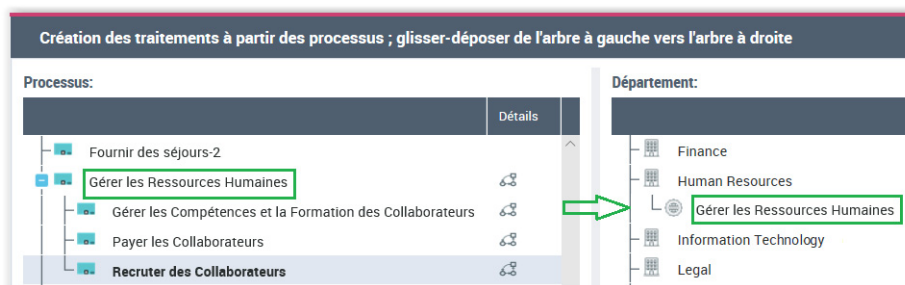 Création des traitements à partir des processus ; glisser-déposer de l'arbre à gauche vers l'arbre à droite
Processus:
Détails
Fournir des séjours-2
Gérer les Ressources Humaines
Gérer les Compétences et la Formation des Collaborateurs
Payer les Collaborateurs
Recruter des Collaborateurs
Département:
Finance
Human Resources
Gérer les Ressources Humaines
Information Technology
Legal